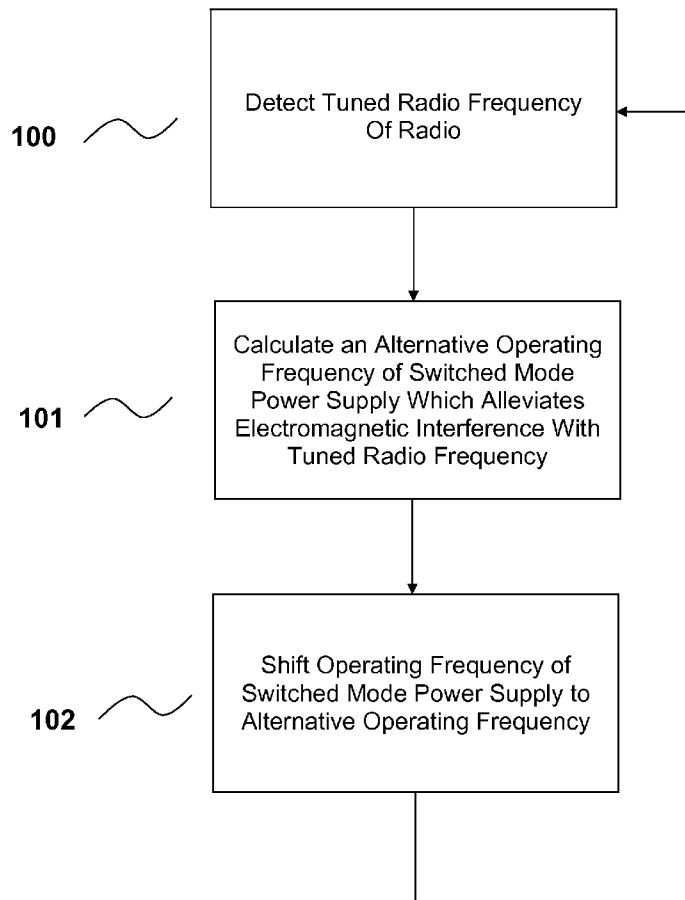 Detect Tuned Radio Frequency
Of Radio
100
Calculate an Alternative Operating
Frequency of Switched Mode
Power Supply Which Alleviates
Electromagnetic Interference With
Tuned Radio Frequency
101
Shift Operating Frequency of
Switched Mode Power Supply to
Alternative Operating Frequency
102